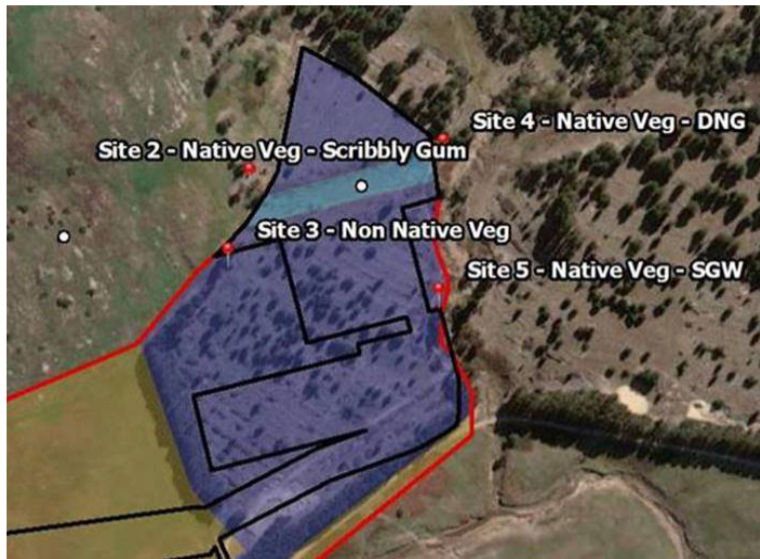 Site 4 - Native Veg - DNG
Site 2 - Native Veg - Scribbly Gum
Site 3 - Non Native Veg
Site 5 - Native Veg - SGW